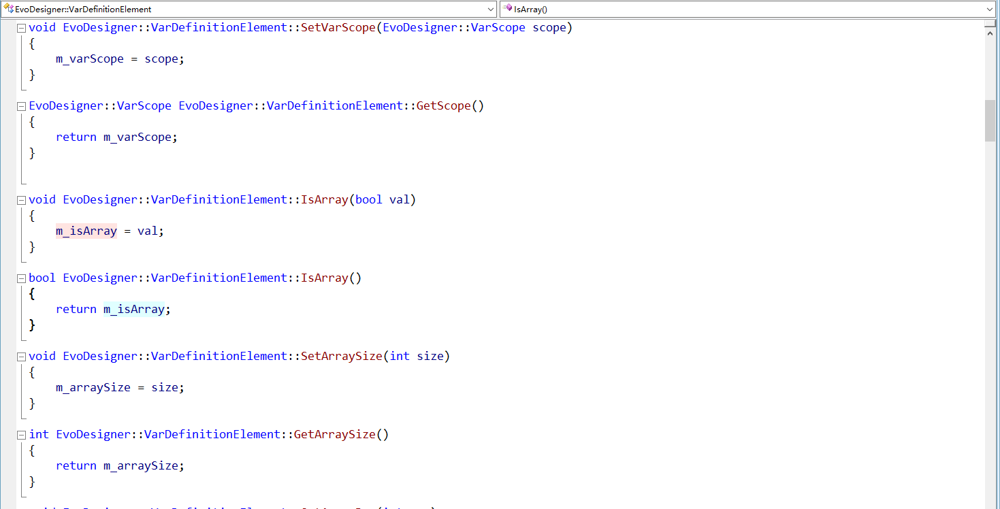 EvoDesigner::VarDefinitionElement
IsArray()
void EvoDesigner::VarDefinitionElement::SetVarScope(EvoDesigner::VarScope scope)
{
    m_varScope = scope;
}
EvoDesigner::VarScope EvoDesigner::VarDefinitionElement::GetScope()
{
    return m_varScope;
}
void EvoDesigner::VarDefinitionElement::IsArray(bool val)
{
    m_isArray = val;
}
bool EvoDesigner::VarDefinitionElement::IsArray()
{
    return m_isArray;
}
void EvoDesigner::VarDefinitionElement::SetArraySize(int size)
{
    m_arraySize = size;
}
int EvoDesigner::VarDefinitionElement::GetArraySize()
{
    return m_arraySize;
}